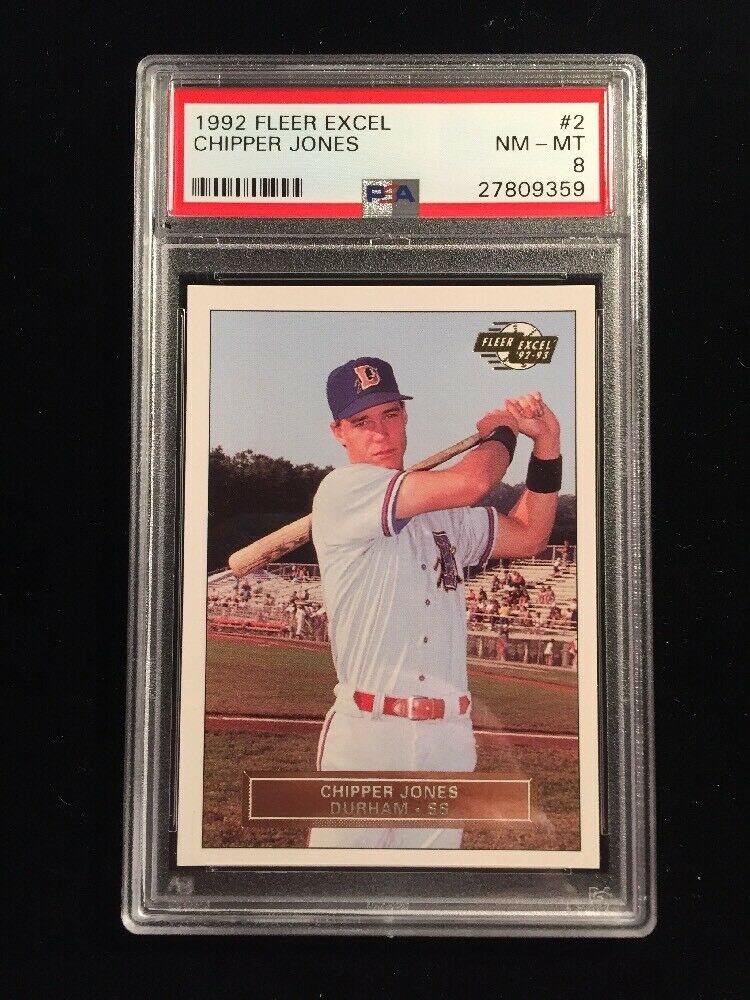 1992 FLEER EXCEL #2
CHIPPER JONES NM - MT
8
PSA 27809359
FLEER EXCEL
92-93
D
CHIPPER JONES
DURHAM - SS